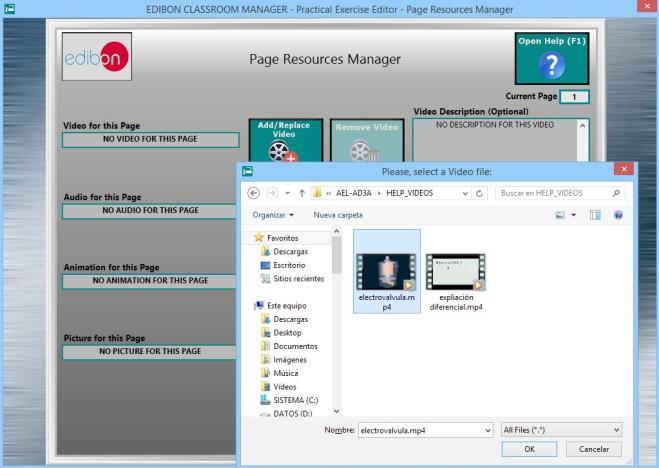 EDIBON CLASSROOM MANAGER - Practical Exercise Editor - Page Resources Manager
edibon
Page Resources Manager
Open Help (F1)
?
Current Page 1
Video for this Page
NO VIDEO FOR THIS PAGE
Add/Replace
Video
Remove Video
Video Description (Optional)
NO DESCRIPTION FOR THIS VIDEO
Audio for this Page
NO AUDIO FOR THIS PAGE
Animation for this Page
NO ANIMATION FOR THIS PAGE
Picture for this Page
NO PICTURE FOR THIS PAGE
Please, select a Video file:
« AEL-AD3A HELP_VIDEOS
Buscar en HELP_VIDEOS
Organizar
Nueva carpeta
Favoritos
Descargas
Escritorio
Sitios recientes
Este equipo
Descargas
Desktop
Documentos
Imágenes
Música
Vídeos
SISTEMA (C:)
DATOS (D:)
electrovalvula.m
p4
expliación
diferencial.mp4
Nombre: electrovalvula.mp4
All Files (*.*)
OK
Cancelar